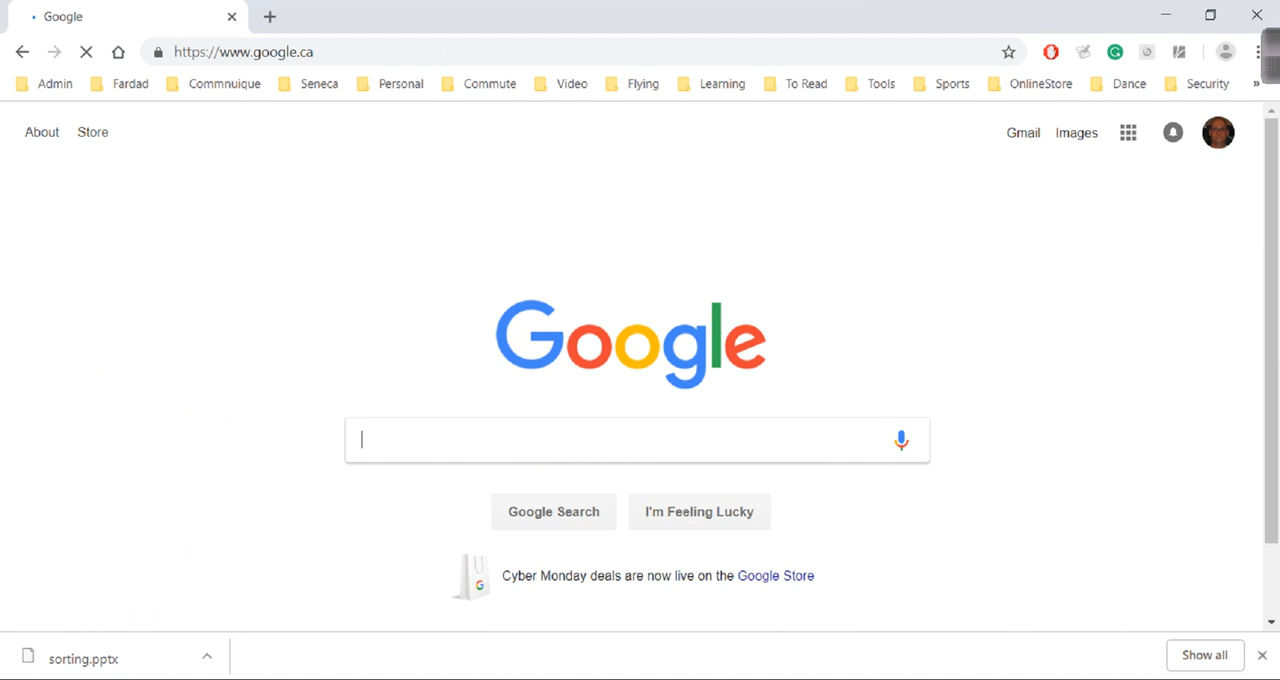 Google
https://www.google.ca
Admin Fardad Commnuique Seneca Personal Commute Video Flying Learning To Read Tools Sports OnlineStore Dance Security »
About Store Gmail Images
Google
Google Search I'm Feeling Lucky
Cyber Monday deals are now live on the Google Store
sorting.pptx Show all